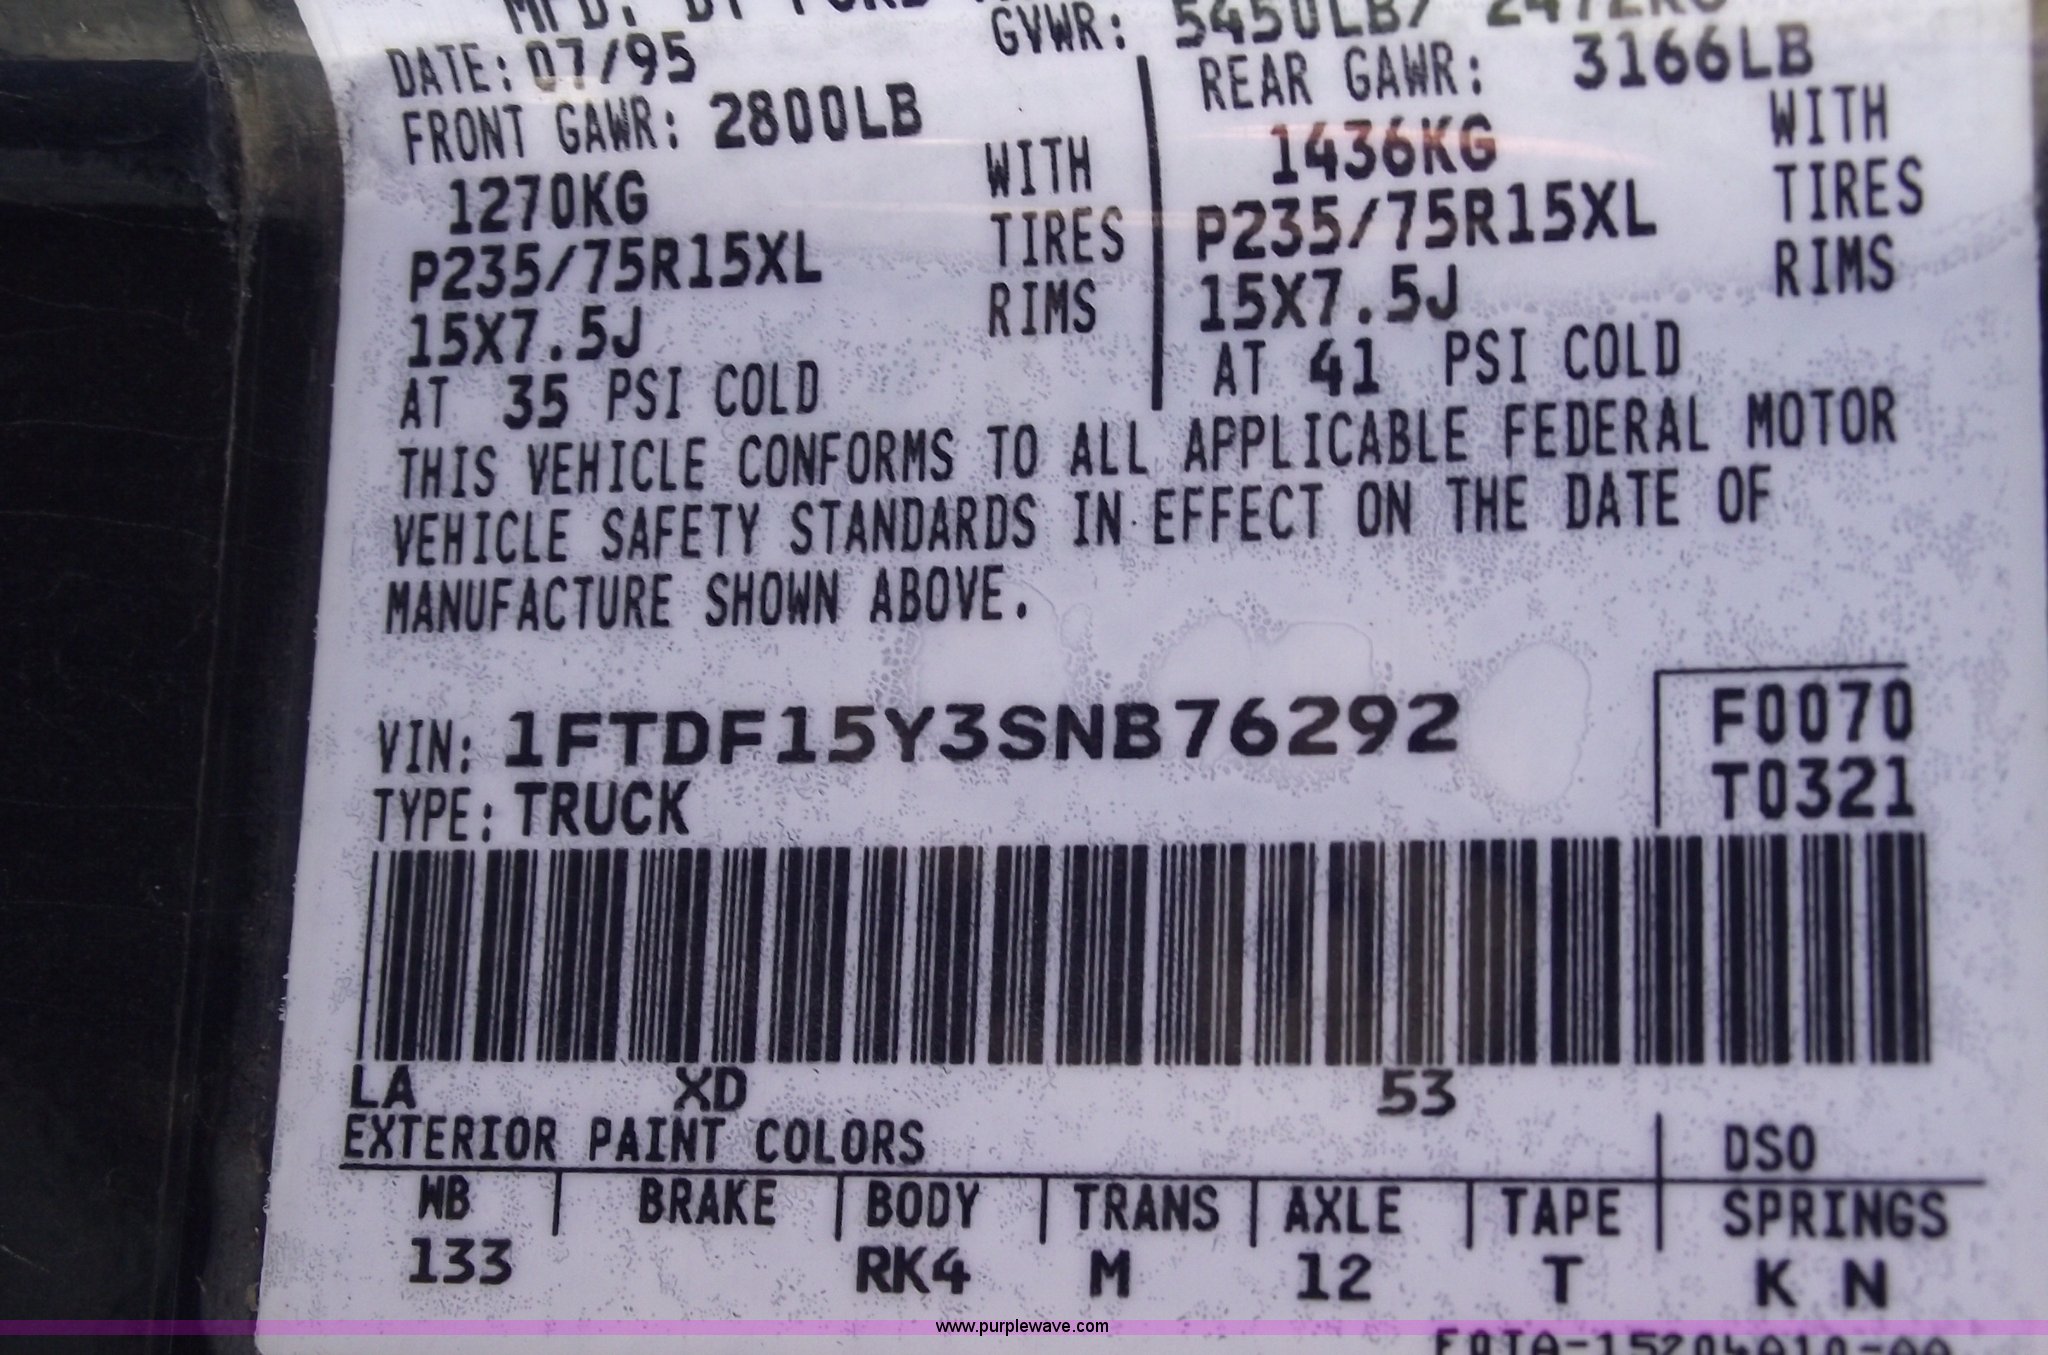 MFD. BY FORD
GVWR: 5450LB/ 2472KG
DATE: 07/95
REAR GAWR: 3166LB
FRONT GAWR: 2800LB
1436KG WITH
1270KG WITH
P235/75R15XL TIRES
P235/75R15XL TIRES
15X7.5J RIMS
15X7.5J RIMS
AT 41 PSI COLD
AT 35 PSI COLD
THIS VEHICLE CONFORMS TO ALL APPLICABLE FEDERAL MOTOR
VEHICLE SAFETY STANDARDS IN EFFECT ON THE DATE OF
MANUFACTURE SHOWN ABOVE.
VIN: 1FTDF15Y3SNB76292
F0070
TYPE: TRUCK
T0321
LA XD 53
EXTERIOR PAINT COLORS DSO
WB BRAKE BODY TRANS AXLE TAPE SPRINGS
133 RK4 M 12 T K N
www.purplewave.com